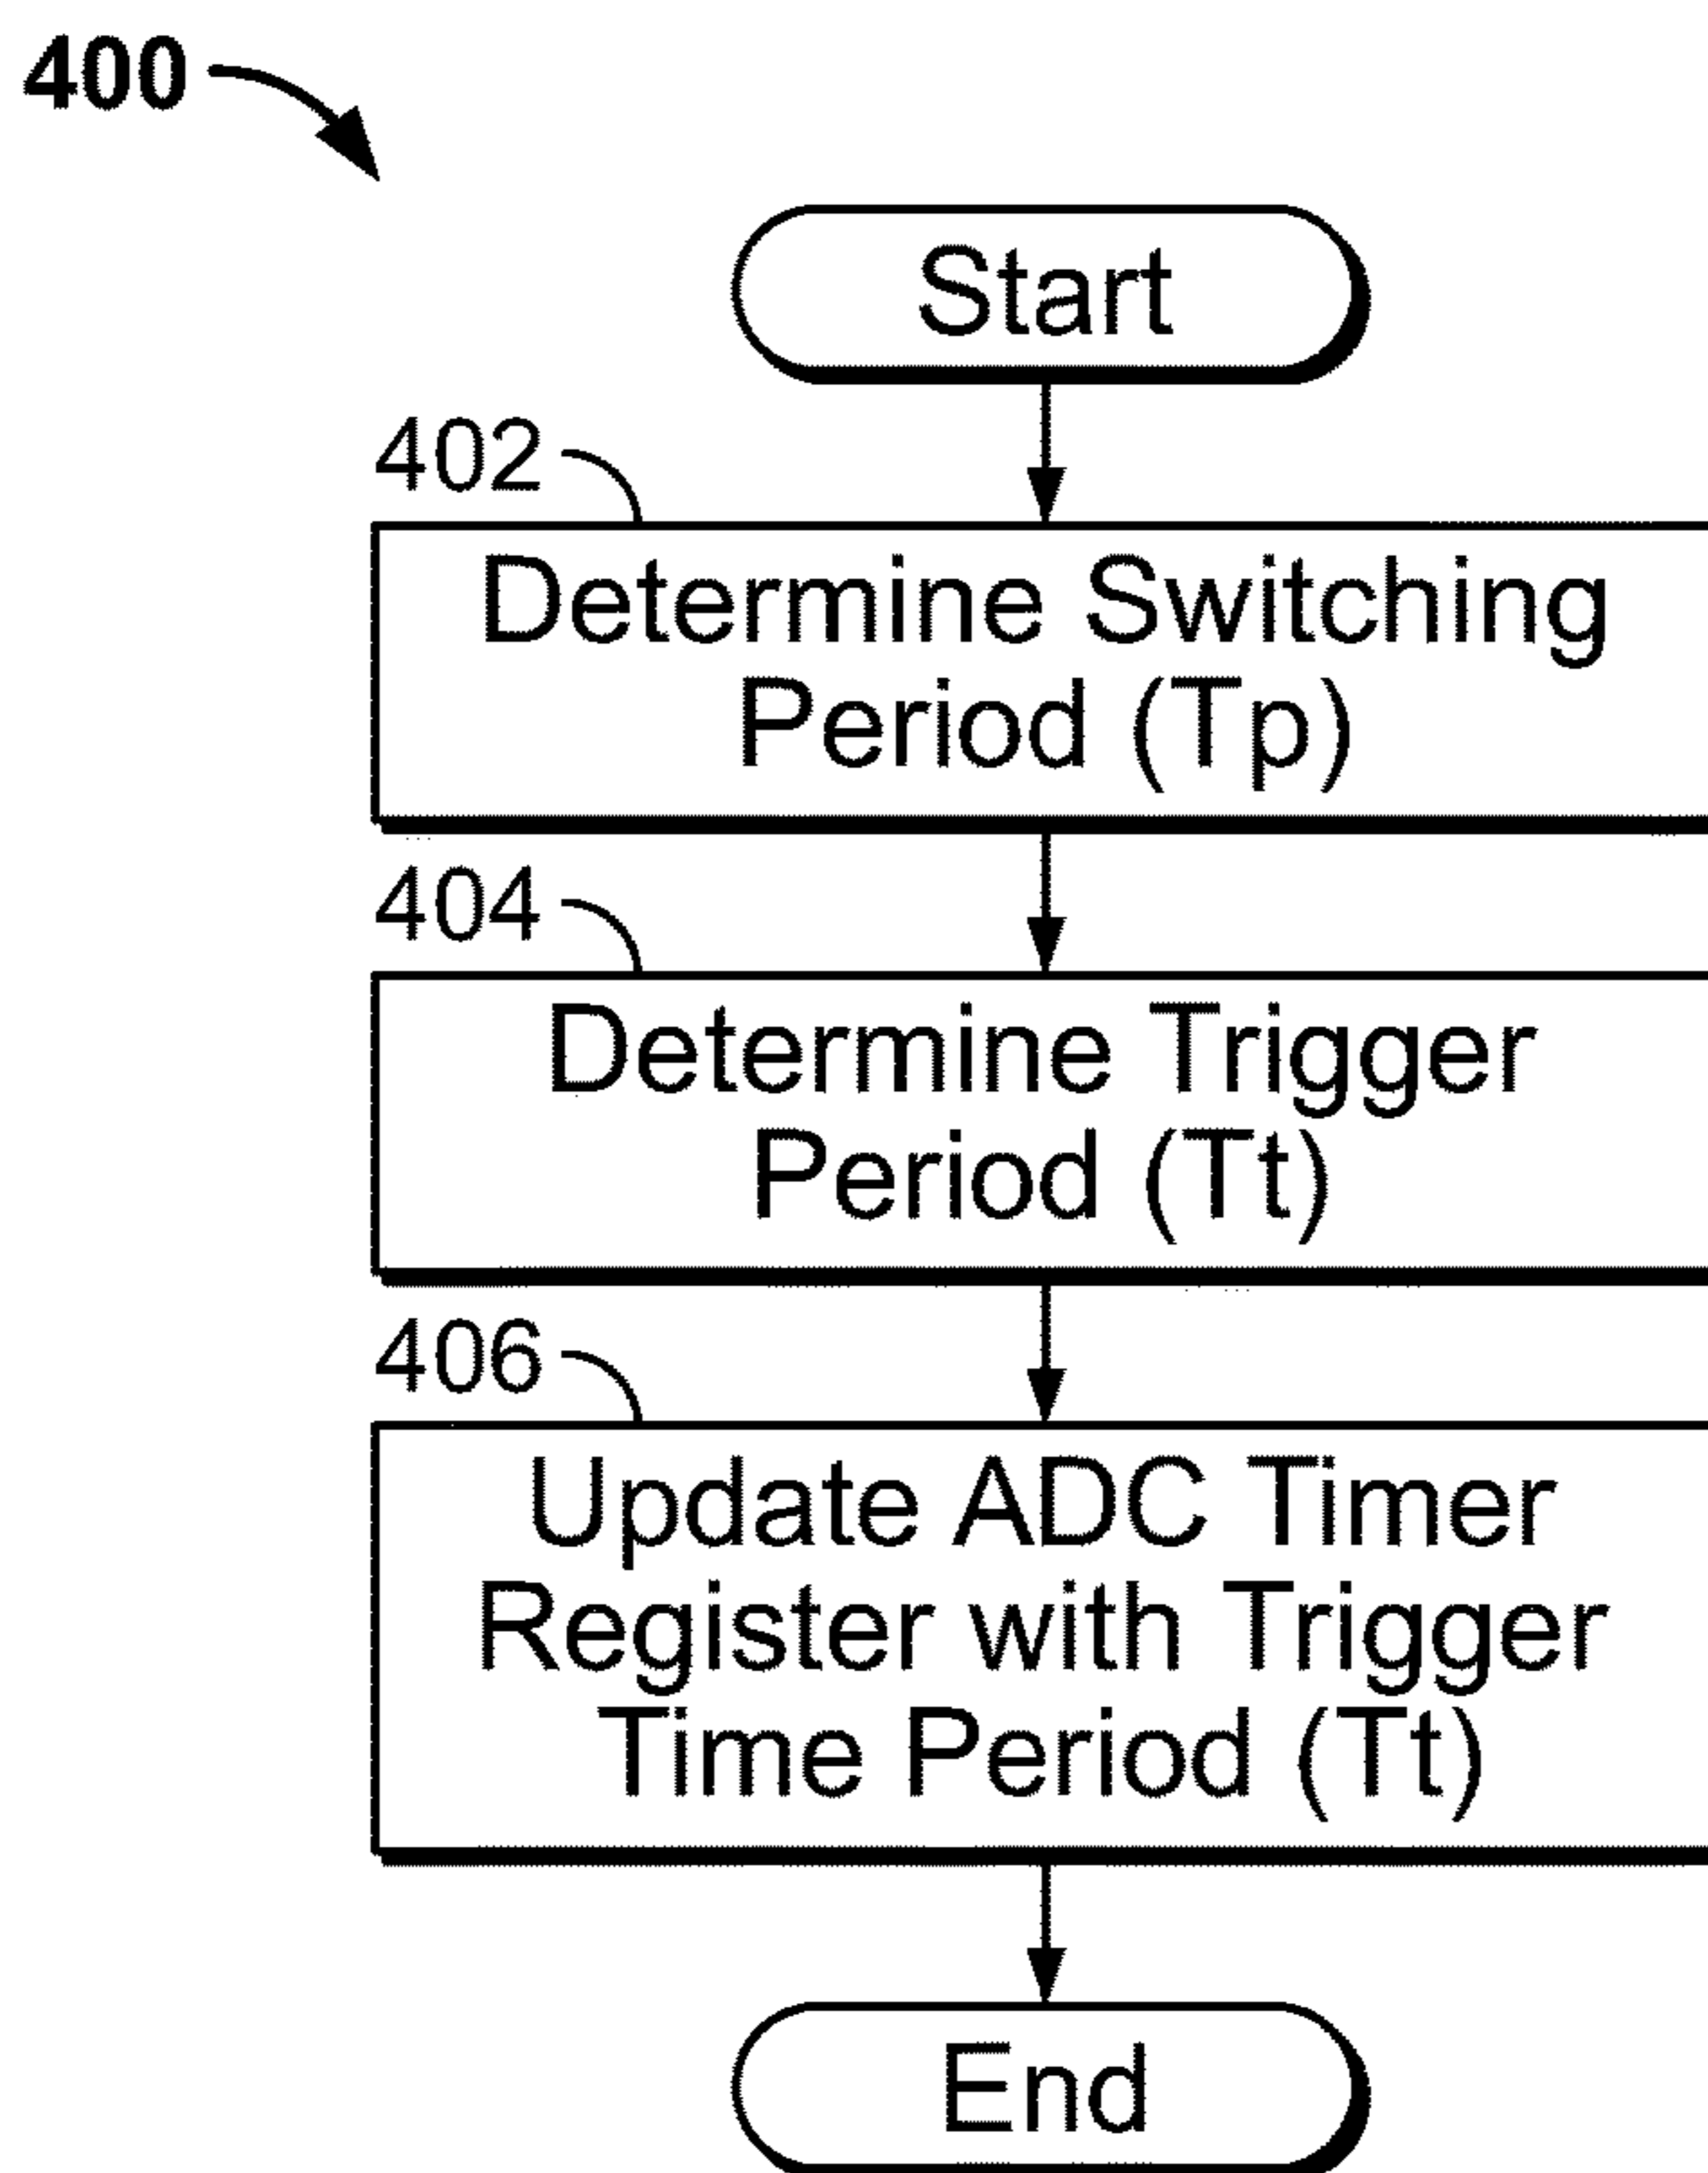 400
Start
402
Determine Switching
Period (Tp)
404
Determine Trigger
Period (Tt)
406
Update ADC Timer
Register with Trigger
Time Period (Tt)
End